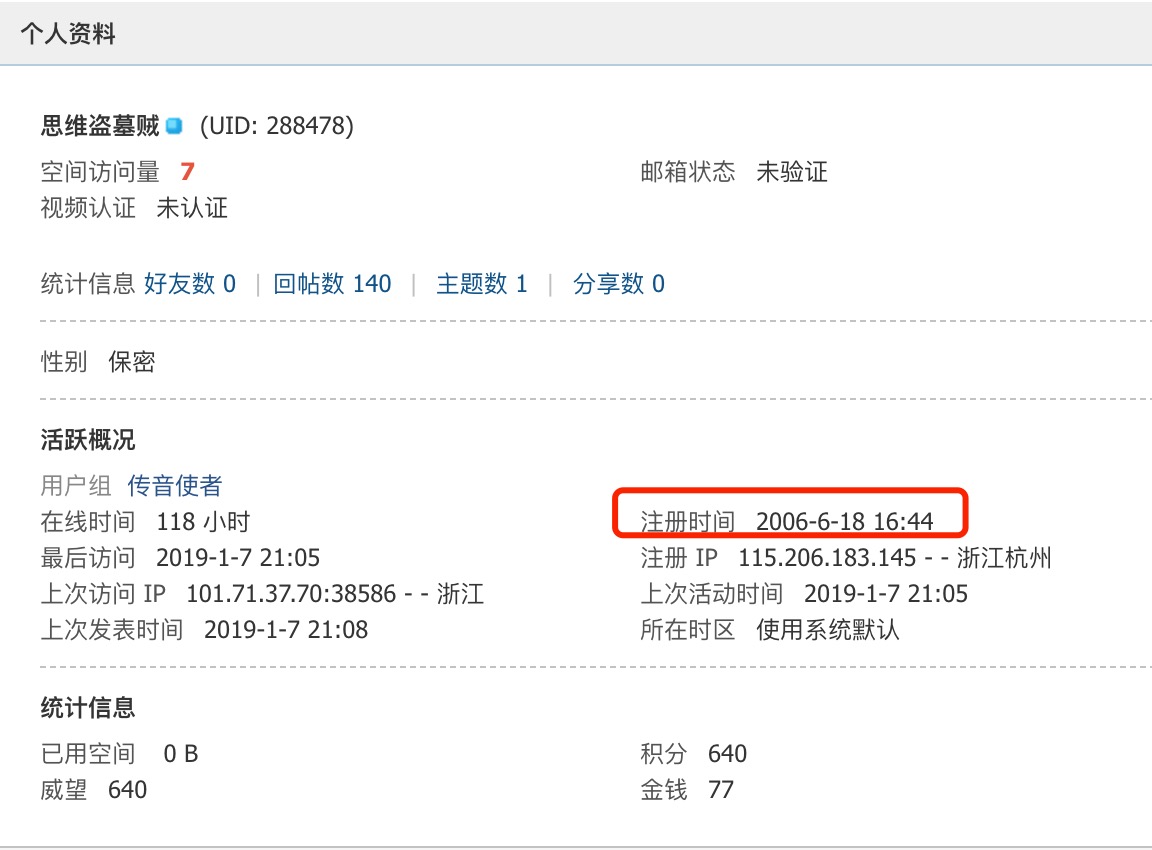 个人资料
思维盗墓贼 (UID: 288478)
空间访问量 7 邮箱状态 未验证
视频认证 未认证
统计信息 好友数 0 | 回帖数 140 | 主题数 1 | 分享数 0
性别 保密
活跃概况
用户组 传音使者
在线时间 118 小时 注册时间 2006-6-18 16:44
最后访问 2019-1-7 21:05 注册 IP 115.206.183.145 - - 浙江杭州
上次访问 IP 101.71.37.70:38586 - - 浙江 上次活动时间 2019-1-7 21:05
上次发表时间 2019-1-7 21:08 所在时区 使用系统默认
统计信息
已用空间 0 B 积分 640
威望 640 金钱 77